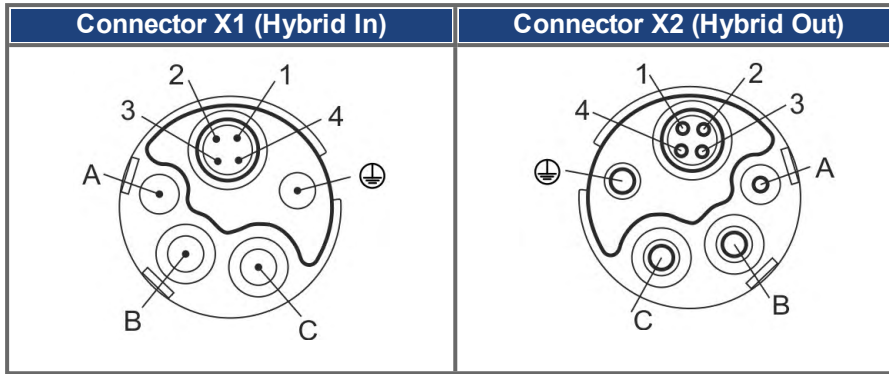 Connector X1 (Hybrid In)
Connector X2 (Hybrid Out)
2 1
3 4
A
B C
1 2
4 3
A
C B